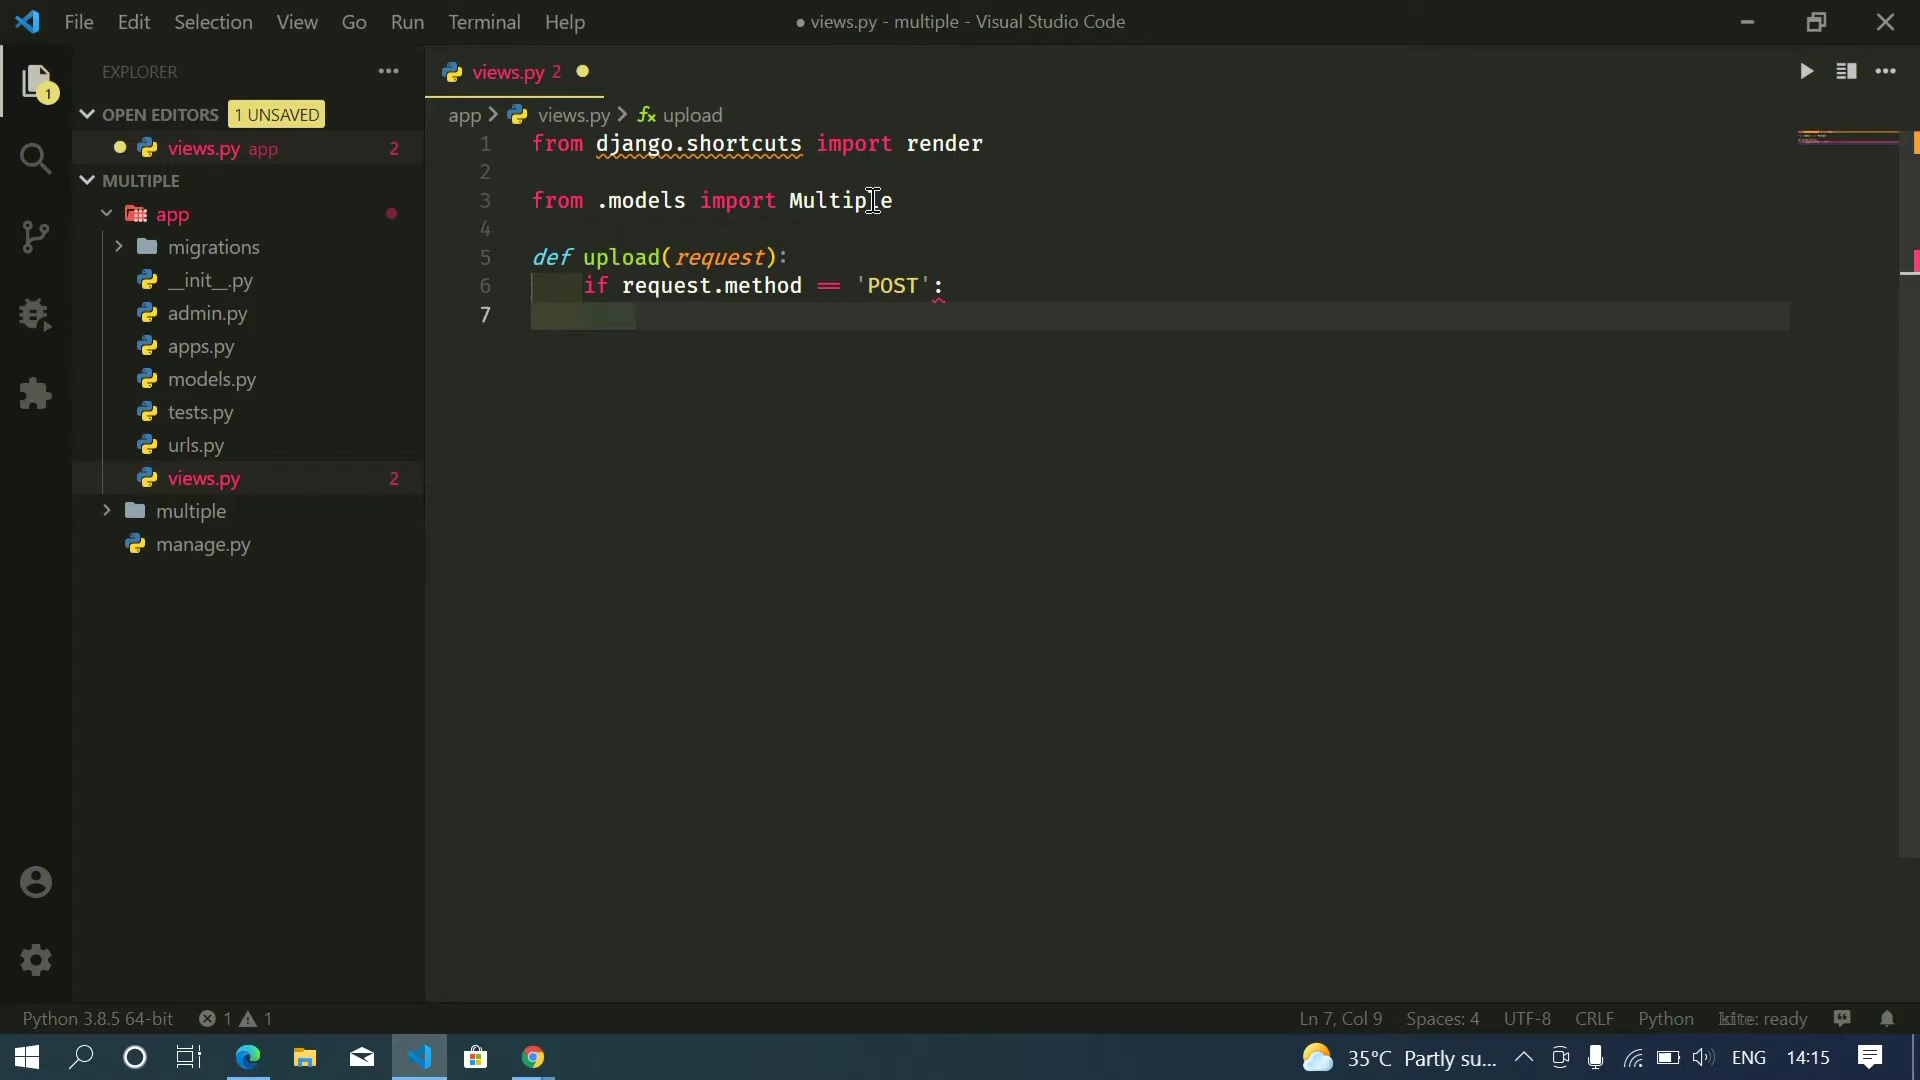 File Edit Selection View Go Run Terminal Help
● views.py - multiple - Visual Studio Code
EXPLORER
1
OPEN EDITORS 1 UNSAVED
views.py app 2
MULTIPLE
app
migrations
__init__.py
admin.py
apps.py
models.py
tests.py
urls.py
views.py 2
multiple
manage.py
views.py 2
app > views.py > upload
1 from django.shortcuts import render
2
3 from .models import Multiple
4
5 def upload(request):
6 if request.method == 'POST':
7
Python 3.8.5 64-bit 1 1
Ln 7, Col 9 Spaces: 4 UTF-8 CRLF Python kite: ready
35°C Partly su... ENG 14:15